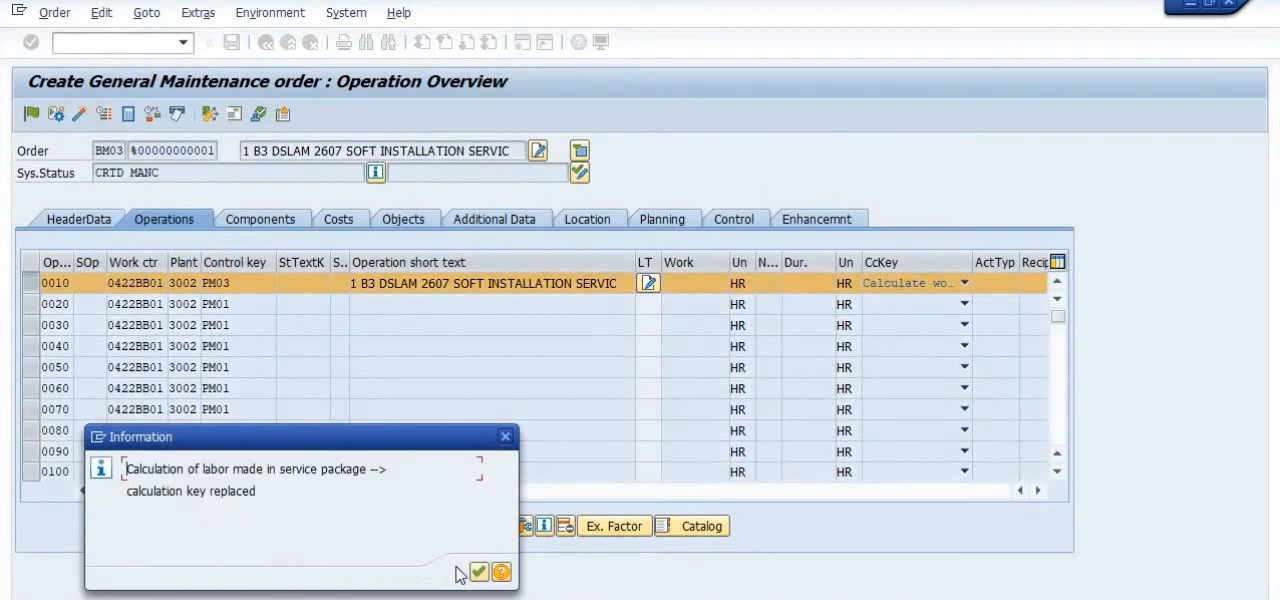 Order Edit Goto Extras Environment System Help
Create General Maintenance order : Operation Overview
Order BM03 %00000000001 1 B3 DSLAM 2607 SOFT INSTALLATION SERVIC
Sys.Status CRTD MANC
HeaderData Operations Components Costs Objects Additional Data Location Planning Control Enhancemnt
Op... SOp Work ctr Plant Control key StTextK S.. Operation short text LT Work Un N... Dur. Un CcKey ActTyp Recip
0010 0422BB01 3002 PM03 1 B3 DSLAM 2607 SOFT INSTALLATION SERVIC HR HR Calculate wo...
0020 0422BB01 3002 PM01 HR HR
0030 0422BB01 3002 PM01 HR HR
0040 0422BB01 3002 PM01 HR HR
0050 0422BB01 3002 PM01 HR HR
0060 0422BB01 3002 PM01 HR HR
0070 0422BB01 3002 PM01 HR HR
0080 HR HR
0090 HR HR
0100 HR HR
Information
Calculation of labor made in service package -->
calculation key replaced
Ex. Factor Catalog